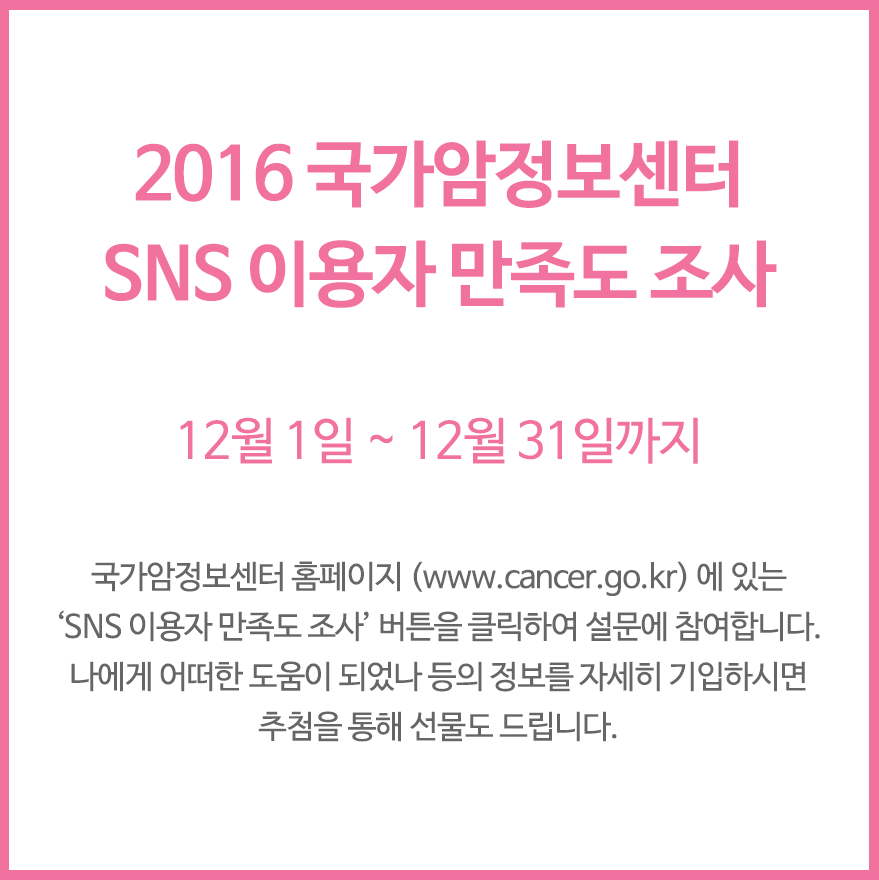 2016 국가암정보센터
SNS 이용자 만족도 조사
12월 1일 ~ 12월 31일까지
국가암정보센터 홈페이지 (www.cancer.go.kr) 에 있는
‘SNS 이용자 만족도 조사’ 버튼을 클릭하여 설문에 참여합니다.
나에게 어떠한 도움이 되었나 등의 정보를 자세히 기입하시면
추첨을 통해 선물도 드립니다.